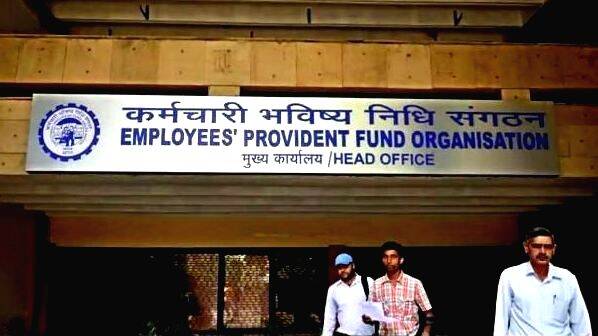 कर्मचारी भविष्य निधि संगठन
EMPLOYEES' PROVIDENT FUND ORGANISATION
मुख्य कार्यालय /HEAD OFFICE